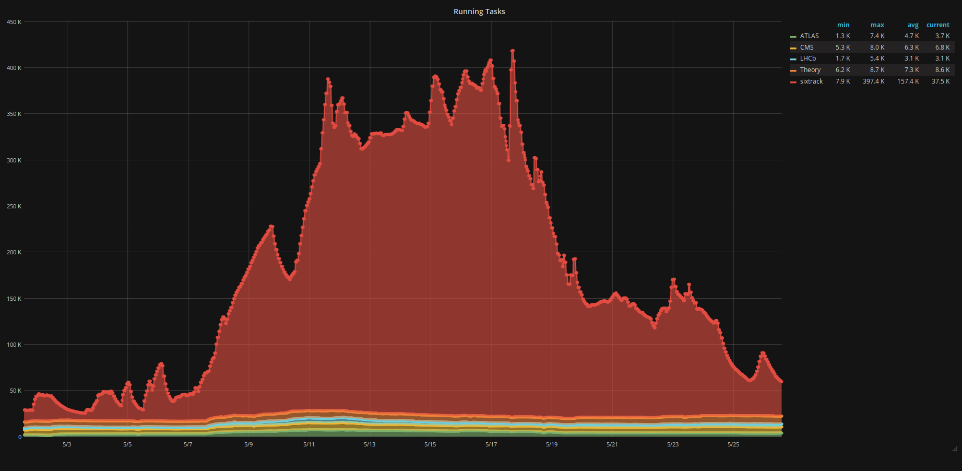 Running Tasks
min max avg current
ATLAS 1.3 K 7.4 K 4.7 K 3.7 K
CMS 5.3 K 8.0 K 6.3 K 6.8 K
LHCb 1.7 K 5.4 K 3.1 K 3.1 K
Theory 6.2 K 8.7 K 7.3 K 8.6 K
sixtrack 7.9 K 397.4 K 157.4 K 37.5 K
450 K
400 K
350 K
300 K
250 K
200 K
150 K
100 K
50 K
0
5/3 5/5 5/7 5/9 5/11 5/13 5/15 5/17 5/19 5/21 5/23 5/25